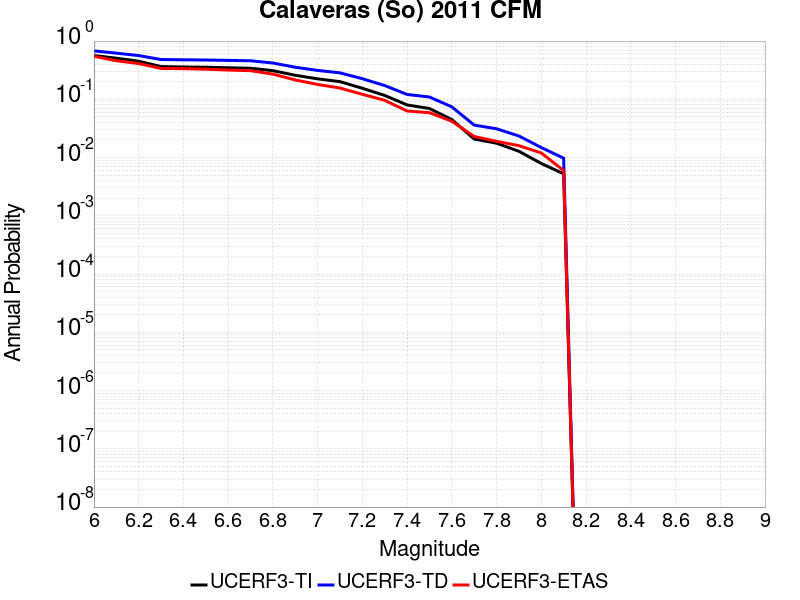 Calaveras (So) 2011 CFM
10^0
10^-1
10^-2
10^-3
10^-4
10^-5
10^-6
10^-7
10^-8
Annual Probability
6 6.2 6.4 6.6 6.8 7 7.2 7.4 7.6 7.8 8 8.2 8.4 8.6 8.8 9
Magnitude
UCERF3-TI UCERF3-TD UCERF3-ETAS